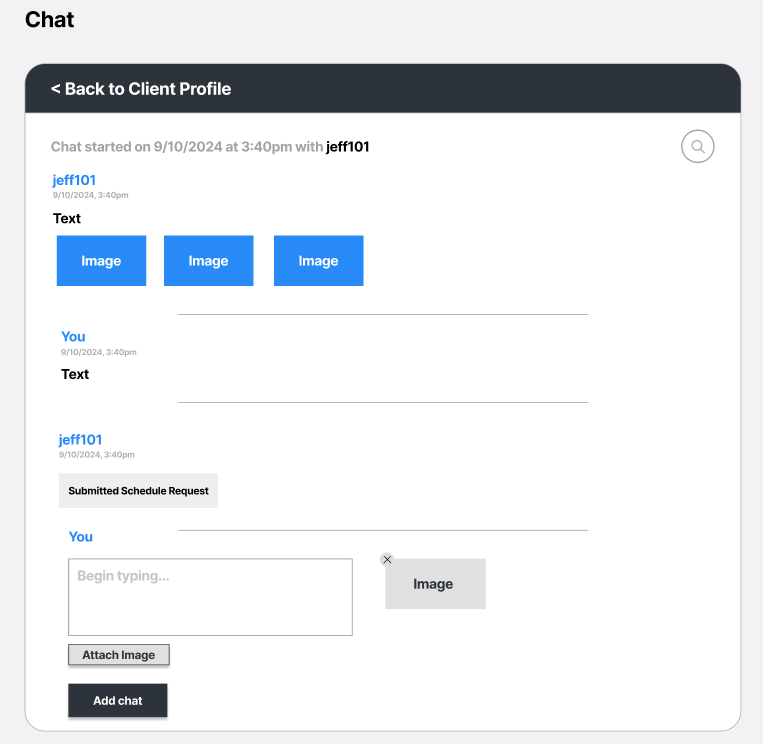 Chat
< Back to Client Profile
Chat started on 9/10/2024 at 3:40pm with jeff101
jeff101
9/10/2024, 3:40pm
Text
Image Image Image
You
9/10/2024, 3:40pm
Text
jeff101
9/10/2024, 3:40pm
Submitted Schedule Request
You
Begin typing...
Image
Attach Image
Add chat